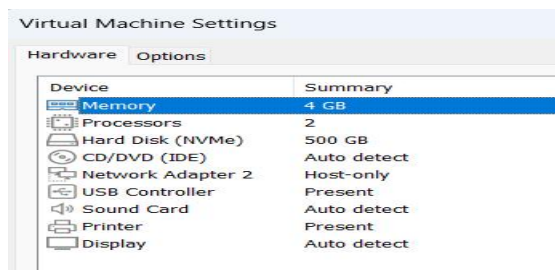 Virtual Machine Settings
Hardware Options
Device Summary
Memory 4 GB
Processors 2
Hard Disk (NVMe) 500 GB
CD/DVD (IDE) Auto detect
Network Adapter 2 Host-only
USB Controller Present
Sound Card Auto detect
Printer Present
Display Auto detect